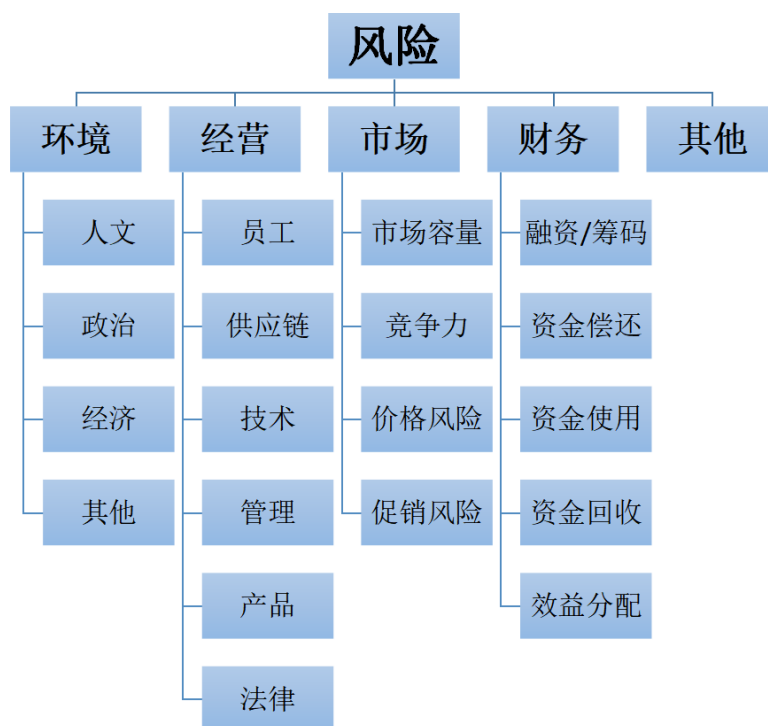 风险
环境
经营
市场
财务
其他
人文
员工
市场容量
融资/筹码
政治
供应链
竞争力
资金偿还
经济
技术
价格风险
资金使用
其他
管理
促销风险
资金回收
产品
效益分配
法律